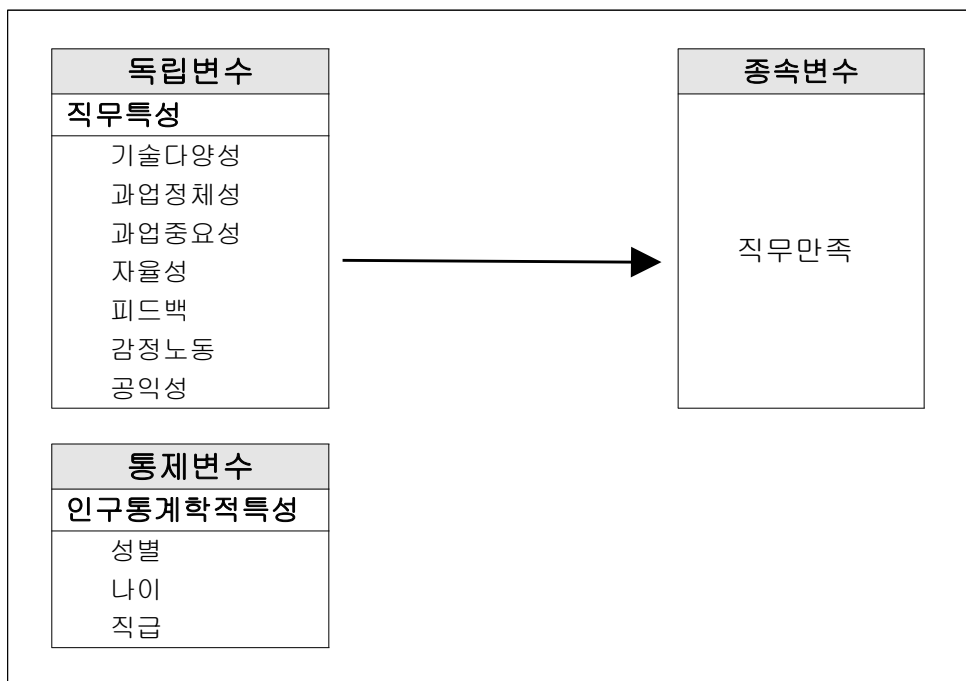 독립변수
직무특성
기술다양성
과업정체성
과업중요성
자율성
피드백
감정노동
공익성
종속변수
직무만족
통제변수
인구통계학적특성
성별
나이
직급